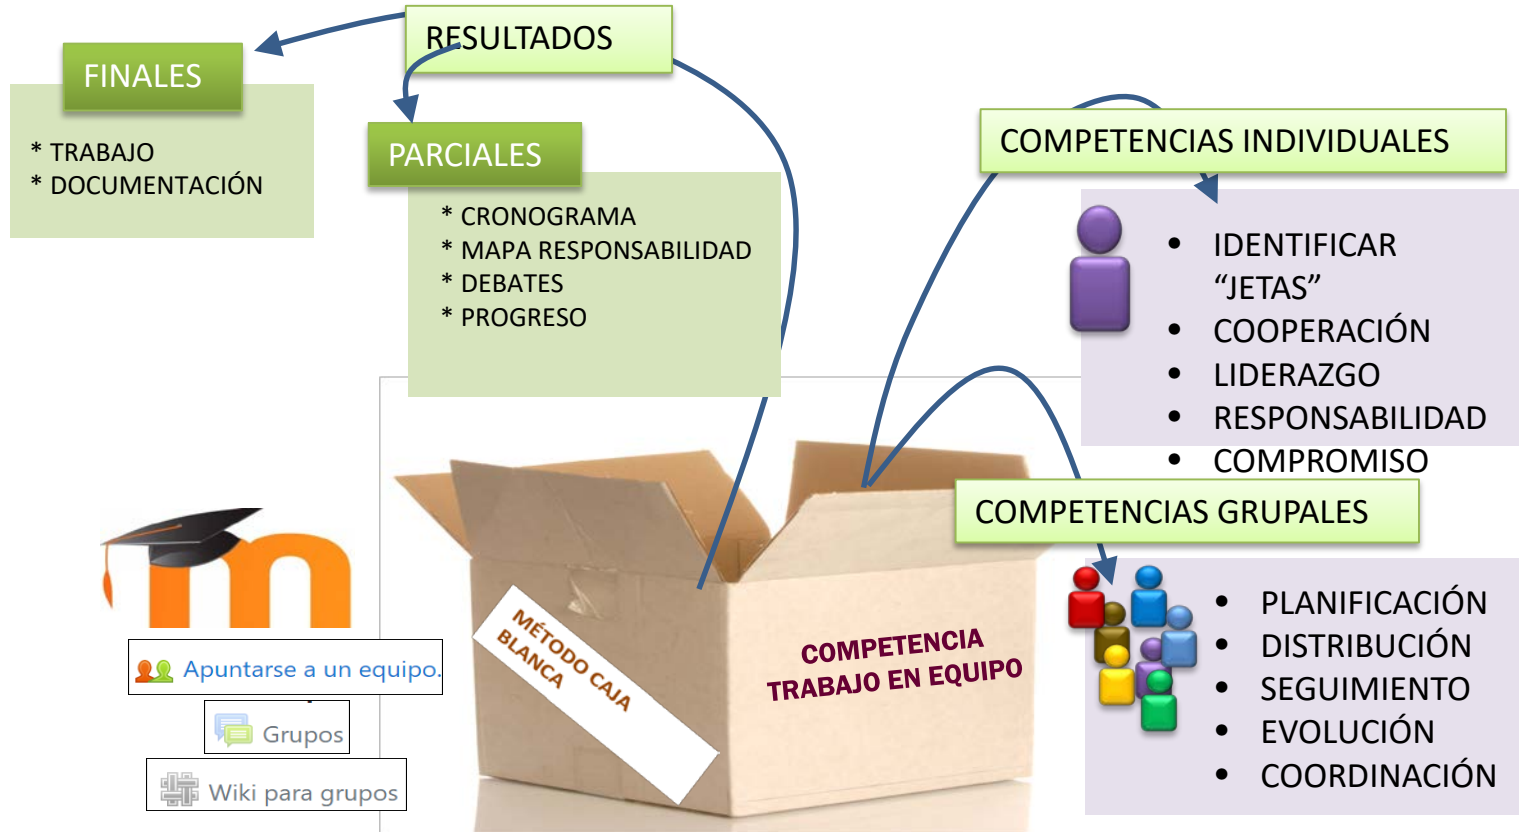 RESULTADOS
FINALES
* TRABAJO
* DOCUMENTACIÓN
PARCIALES
* CRONOGRAMA
* MAPA RESPONSABILIDAD
* DEBATES
* PROGRESO
COMPETENCIAS INDIVIDUALES
• IDENTIFICAR
“JETAS”
• COOPERACIÓN
• LIDERAZGO
• RESPONSABILIDAD
• COMPROMISO
COMPETENCIAS GRUPALES
• PLANIFICACIÓN
• DISTRIBUCIÓN
• SEGUIMIENTO
• EVOLUCIÓN
• COORDINACIÓN
MÉTODO CAJA
BLANCA
COMPETENCIA
TRABAJO EN EQUIPO
m
Apuntarse a un equipo.
Grupos
Wiki para grupos